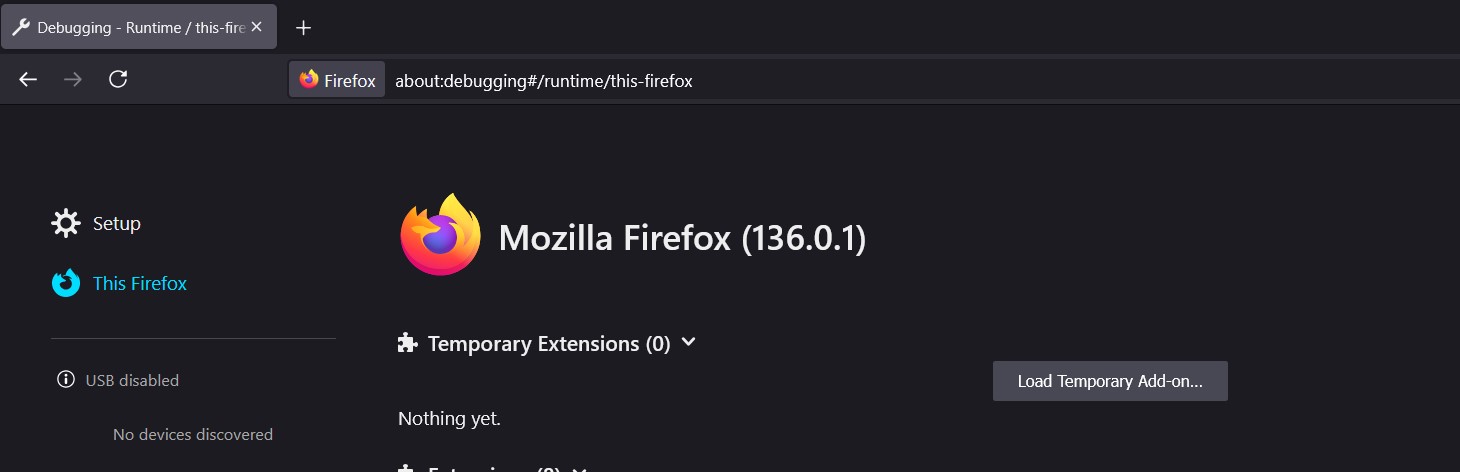 Debugging - Runtime / this-fire
Firefox about:debugging#/runtime/this-firefox
Setup
This Firefox
USB disabled
No devices discovered
Mozilla Firefox (136.0.1)
Temporary Extensions (0)
Load Temporary Add-on...
Nothing yet.